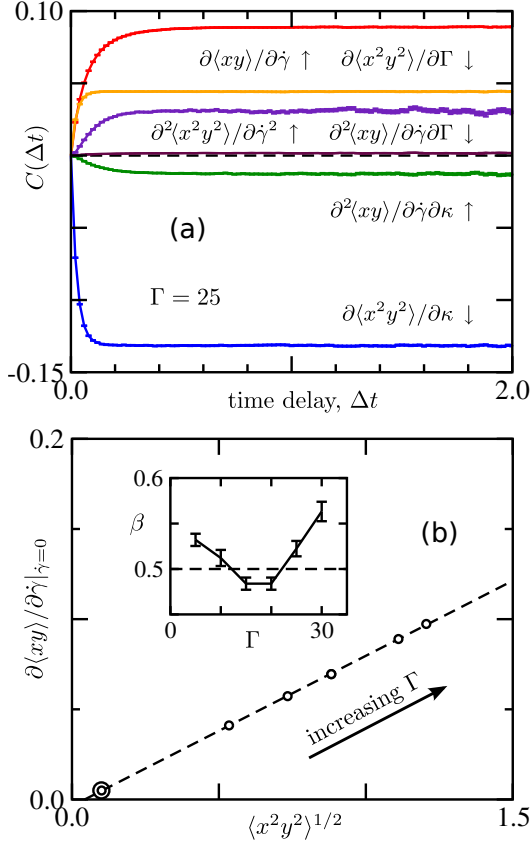 0.10
∂⟨xy⟩/∂γ̇ ↑ ∂⟨x²y²⟩/∂Γ ↓
∂²⟨x²y²⟩/∂γ̇² ↑ ∂²⟨xy⟩/∂γ̇∂Γ ↓
C(Δt)
∂²⟨xy⟩/∂γ̇∂κ ↑
(a)
Γ = 25
∂⟨x²y²⟩/∂κ ↓
-0.15
0.0 2.0
time delay, Δt
0.2
0.6
β
0.5
0 Γ 30
(b)
∂⟨xy⟩/∂γ̇|γ̇=0
increasing Γ
0.0
0.0 1.5
⟨x²y²⟩^1/2